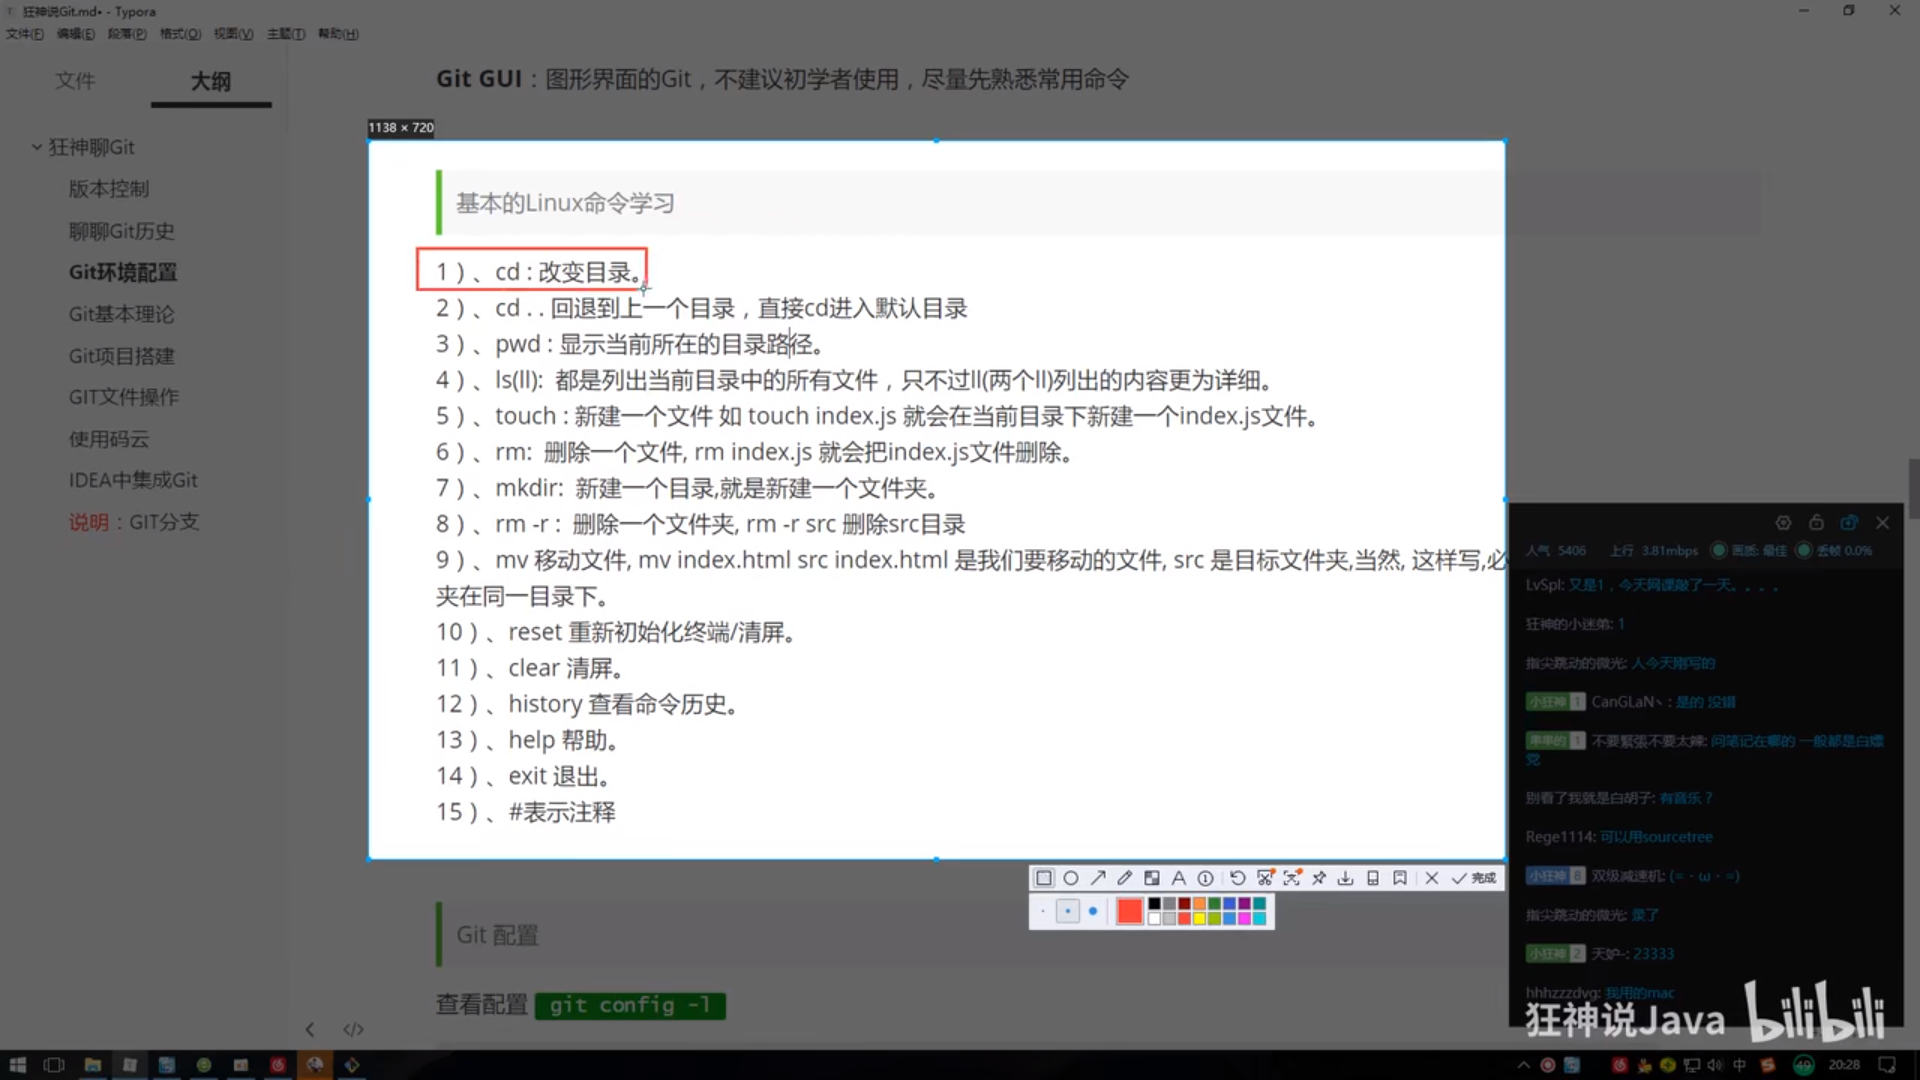 狂神说Git.md• - Typora
文件(F) 编辑(E) 段落(P) 格式(O) 视图(V) 主题(T) 帮助(H)
文件 大纲
狂神聊Git
版本控制
聊聊Git历史
Git环境配置
Git基本理论
Git项目搭建
GIT文件操作
使用码云
IDEA中集成Git
说明：GIT分支
Git GUI：图形界面的Git，不建议初学者使用，尽量先熟悉常用命令
1138 × 720
基本的Linux命令学习
1）、cd : 改变目录。
2）、cd . . 回退到上一个目录，直接cd进入默认目录
3）、pwd : 显示当前所在的目录路径。
4）、ls(ll): 都是列出当前目录中的所有文件，只不过ll(两个ll)列出的内容更为详细。
5）、touch : 新建一个文件 如 touch index.js 就会在当前目录下新建一个index.js文件。
6）、rm: 删除一个文件, rm index.js 就会把index.js文件删除。
7）、mkdir: 新建一个目录,就是新建一个文件夹。
8）、rm -r : 删除一个文件夹, rm -r src 删除src目录
9）、mv 移动文件, mv index.html src index.html 是我们要移动的文件, src 是目标文件夹,当然, 这样写,必
夹在同一目录下。
10）、reset 重新初始化终端/清屏。
11）、clear 清屏。
12）、history 查看命令历史。
13）、help 帮助。
14）、exit 退出。
15）、#表示注释
完成
Git 配置
查看配置 git config -l
人气 5406 上行 3.81mbps 画质: 最佳 丢帧 0.0%
LvSpl: 又是1，今天网课敲了一天。。。。
狂神的小迷弟: 1
指尖跳动的微光: 人今天刚写的
小狂神 1 CanGLaN丶: 是的 没错
串串的 1 不要緊張不要太辣: 问笔记在哪的 一般都是白嫖
党
别看了我就是白胡子: 有音乐？
Rege1114: 可以用sourcetree
小狂神 8 双级减速机: (=・ω・=)
指尖跳动的微光: 录了
小狂神 2 天妒-: 23333
hhhzzzdvg: 我用的mac
狂神说Java bilibili
中 49 20:28